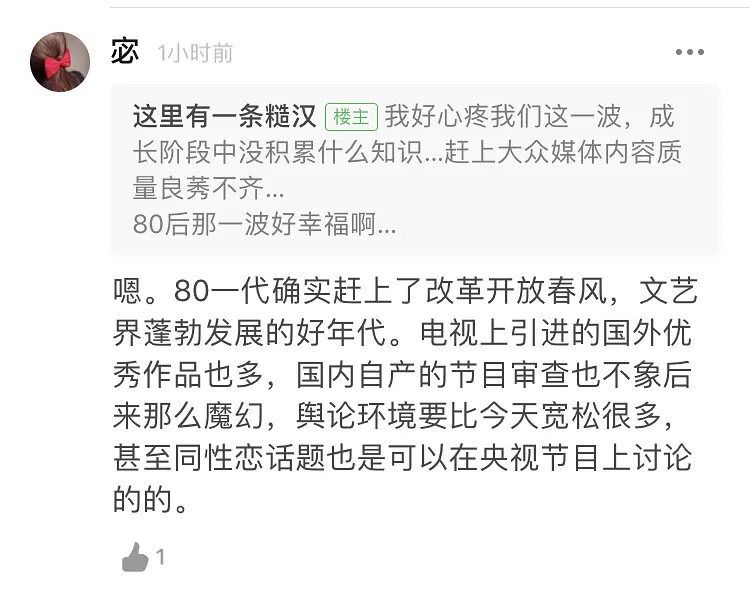 宓 1小时前
这里有一条糙汉 楼主 我好心疼我们这一波，成
长阶段中没积累什么知识...赶上大众媒体内容质
量良莠不齐...
80后那一波好幸福啊...
嗯。80一代确实赶上了改革开放春风，文艺
界蓬勃发展的好年代。电视上引进的国外优
秀作品也多，国内自产的节目审查也不象后
来那么魔幻，舆论环境要比今天宽松很多，
甚至同性恋话题也是可以在央视节目上讨论
的的。
1